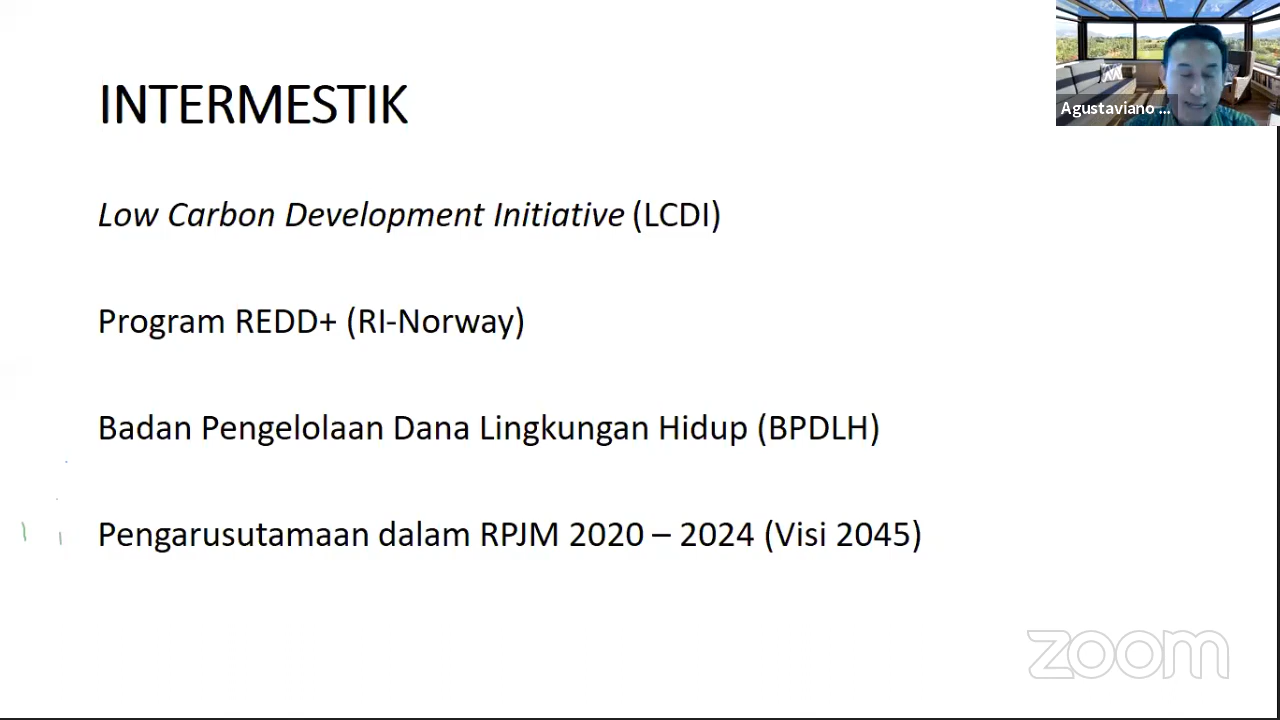 INTERMESTIK
Agustaviano ...
Low Carbon Development Initiative (LCDI)
Program REDD+ (RI-Norway)
Badan Pengelolaan Dana Lingkungan Hidup (BPDLH)
Pengarusutamaan dalam RPJM 2020 – 2024 (Visi 2045)
zoom